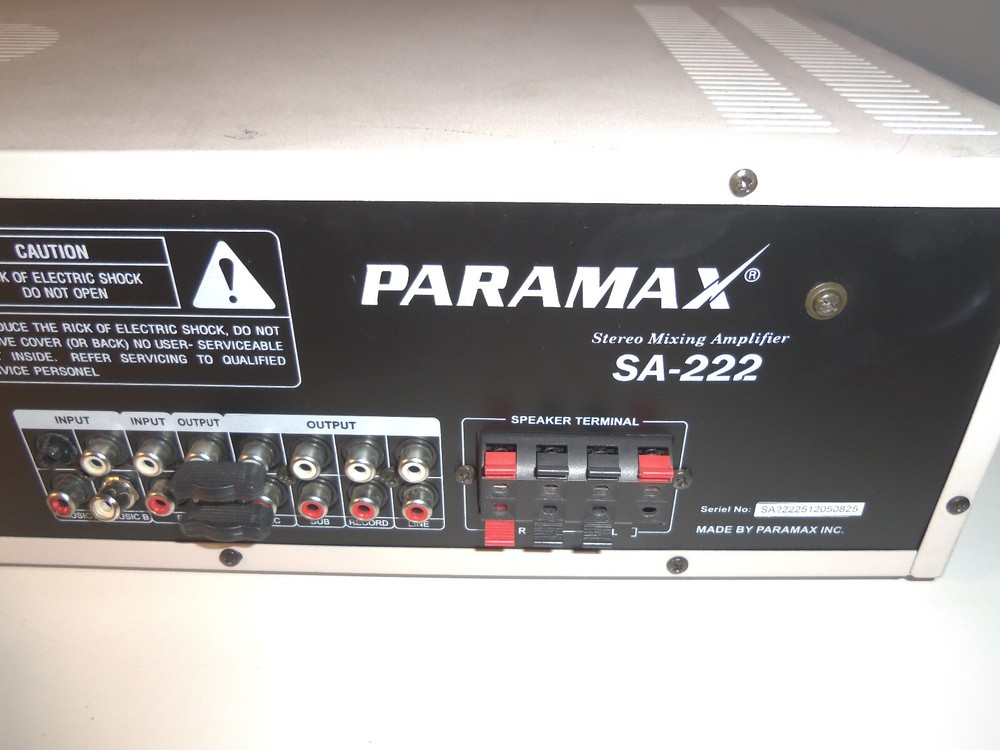 CAUTION
K OF ELECTRIC SHOCK
DO NOT OPEN
DUCE THE RICK OF ELECTRIC SHOCK, DO NOT
VE COVER (OR BACK) NO USER- SERVICEABLE
INSIDE. REFER SERVICING TO QUALIFIED
VICE PERSONEL
PARAMAX®
Stereo Mixing Amplifier
SA-222
INPUT INPUT OUTPUT OUTPUT
MUSIC B SUB RECORD LINE
SPEAKER TERMINAL
R L
Seriel No: SA2222512050825
MADE BY PARAMAX INC.